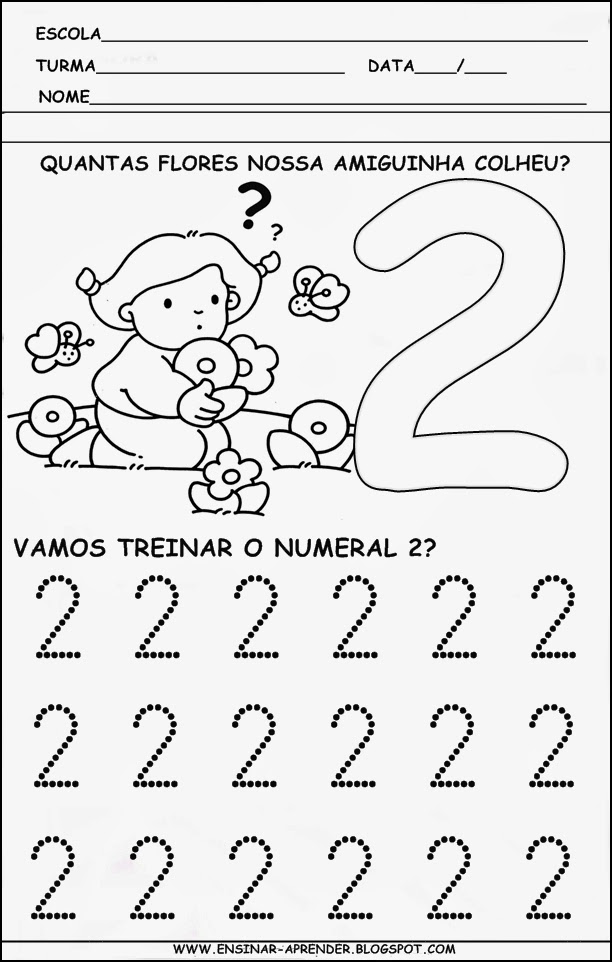 ESCOLA
TURMA DATA /
NOME
QUANTAS FLORES NOSSA AMIGUINHA COLHEU?
? ?
2
VAMOS TREINAR O NUMERAL 2?
2 2 2 2 2 2
2 2 2 2 2 2
2 2 2 2 2 2
WWW.ENSINAR-APRENDER.BLOGSPOT.COM